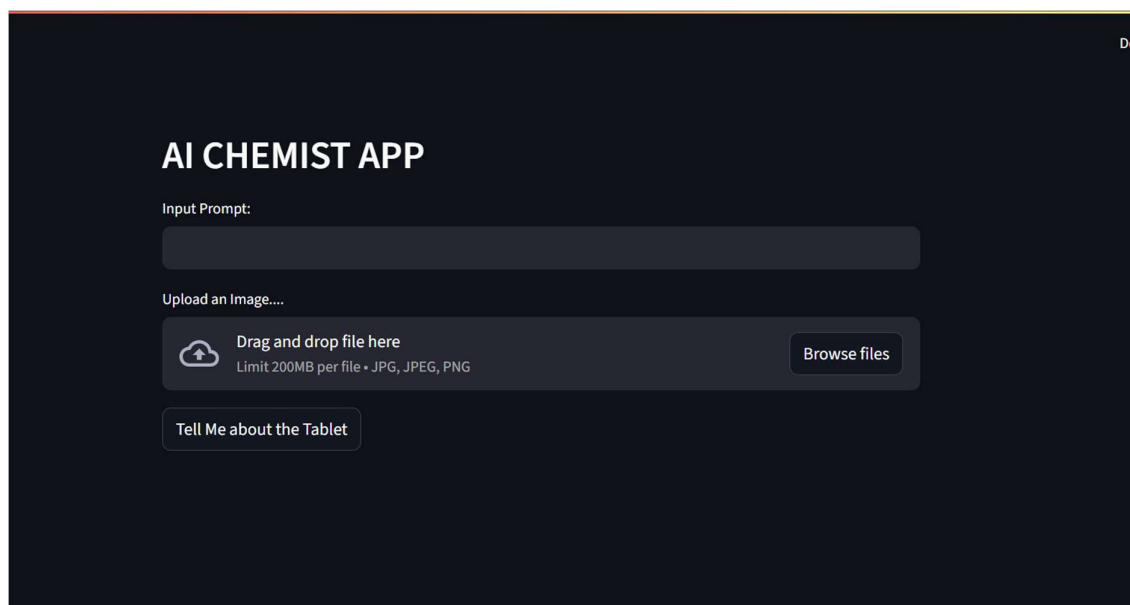 AI CHEMIST APP
Input Prompt:
Upload an Image....
Drag and drop file here
Limit 200MB per file • JPG, JPEG, PNG
Browse files
Tell Me about the Tablet